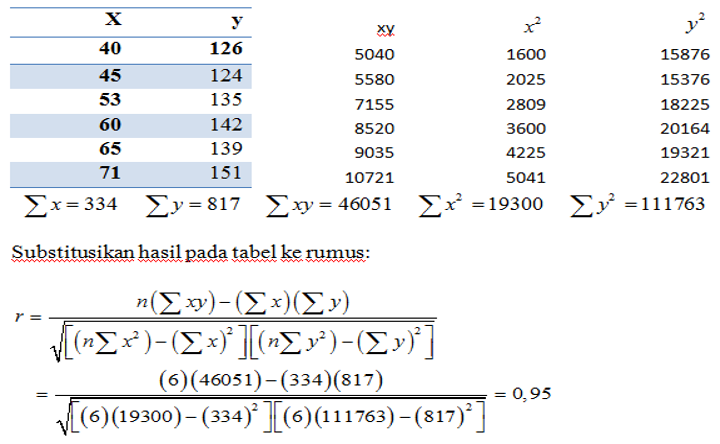 X y xy x² y²
40 126 5040 1600 15876
45 124 5580 2025 15376
53 135 7155 2809 18225
60 142 8520 3600 20164
65 139 9035 4225 19321
71 151 10721 5041 22801
∑x = 334 ∑y = 817 ∑xy = 46051 ∑x² = 19300 ∑y² = 111763
Substitusikan hasil pada tabel ke rumus:
r = n(∑xy) − (∑x)(∑y) / √[(n∑x²) − (∑x)²][(n∑y²) − (∑y)²]
= (6)(46051) − (334)(817) / √[(6)(19300) − (334)²][(6)(111763) − (817)²] = 0,95